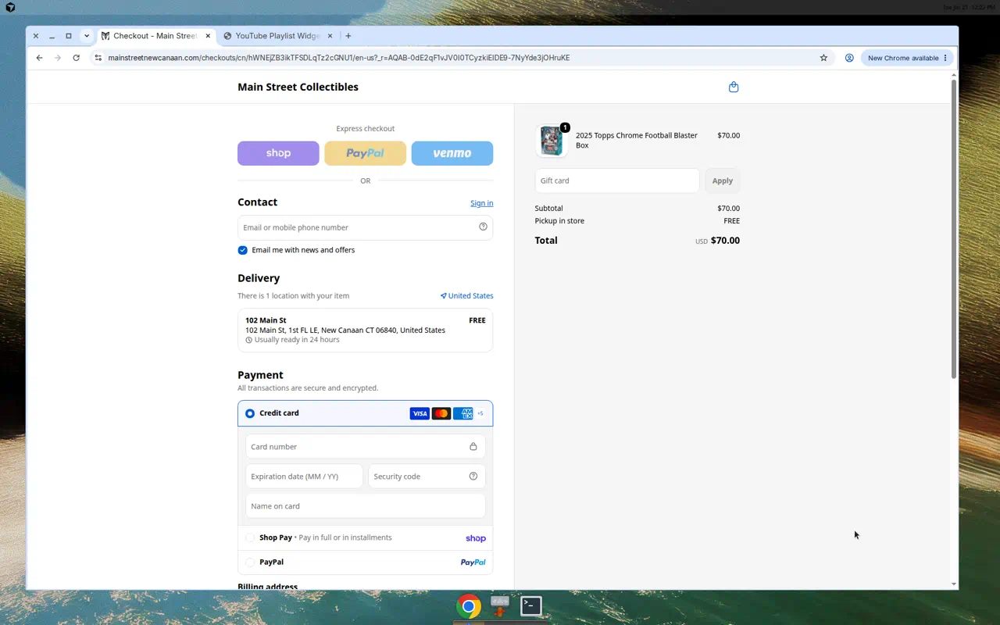 Tue Jul 21 12:22 PM
Checkout - Main Street
YouTube Playlist Widge
mainstreetnewcanaan.com/checkouts/cn/hWNEjZB3ikTFSDLqTz2cGNU1/en-us?_r=AQAB-0dE2qF1vJV0I0TCyzkiEIDE9-7NyYde3jOHruKE
New Chrome available
Main Street Collectibles
Express checkout
shop
PayPal
venmo
OR
Contact
Sign in
Email or mobile phone number
Email me with news and offers
Delivery
There is 1 location with your item
United States
102 Main St
FREE
102 Main St, 1st FL LE, New Canaan CT 06840, United States
Usually ready in 24 hours
Payment
All transactions are secure and encrypted.
Credit card
VISA
AM
EX
+5
Card number
Expiration date (MM / YY)
Security code
Name on card
Shop Pay • Pay in full or in installments
shop
PayPal
PayPal
Billing address
1
2025 Topps Chrome Football Blaster
Box
$70.00
Gift card
Apply
Subtotal
$70.00
Pickup in store
FREE
Total
USD $70.00